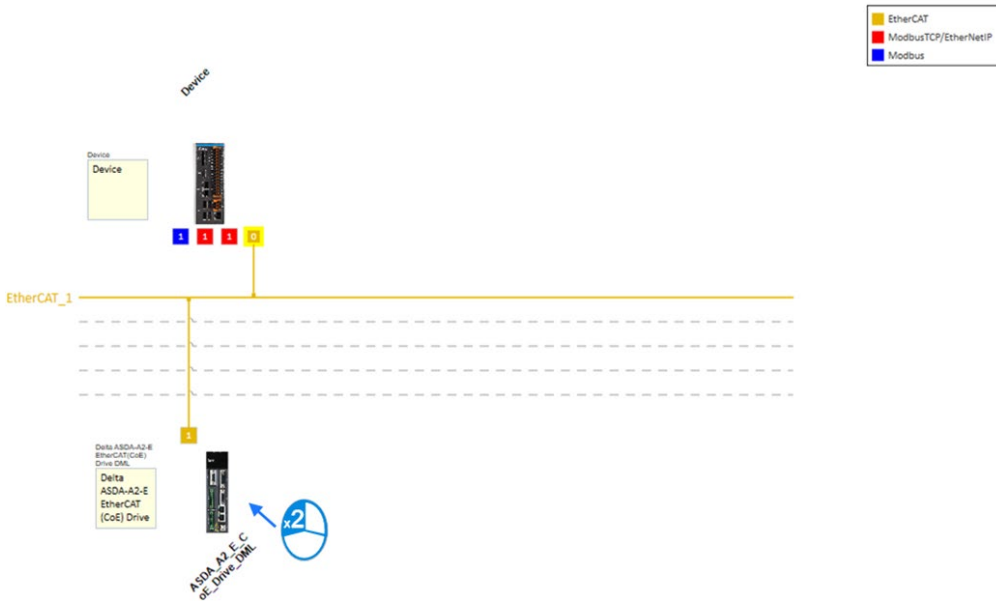 EtherCAT
ModbusTCP/EtherNetIP
Modbus
Device
Device
Device
1
1
1
0
EtherCAT_1
1
Delta ASDA-A2-E
EtherCAT(CoE)
Drive DML
Delta
ASDA-A2-E
EtherCAT
(CoE) Drive
x2
ASDA_A2_E_C
oE_Drive_DML